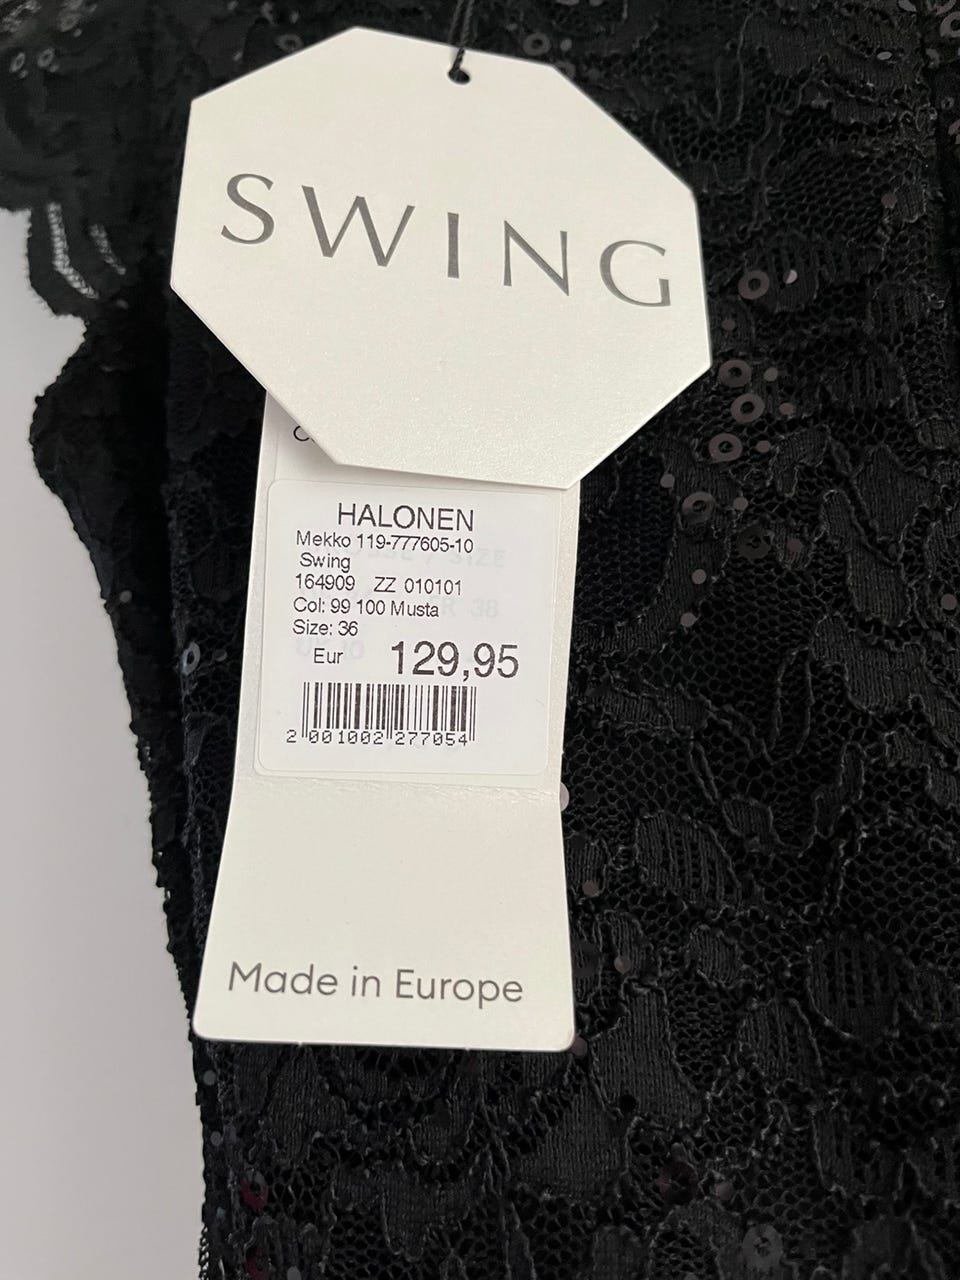 SWING
HALONEN
Mekko 119-777605-10
Swing
164909 ZZ 010101
Col: 99 100 Musta
Size: 36
Eur 129,95
2 001002 277054
Made in Europe